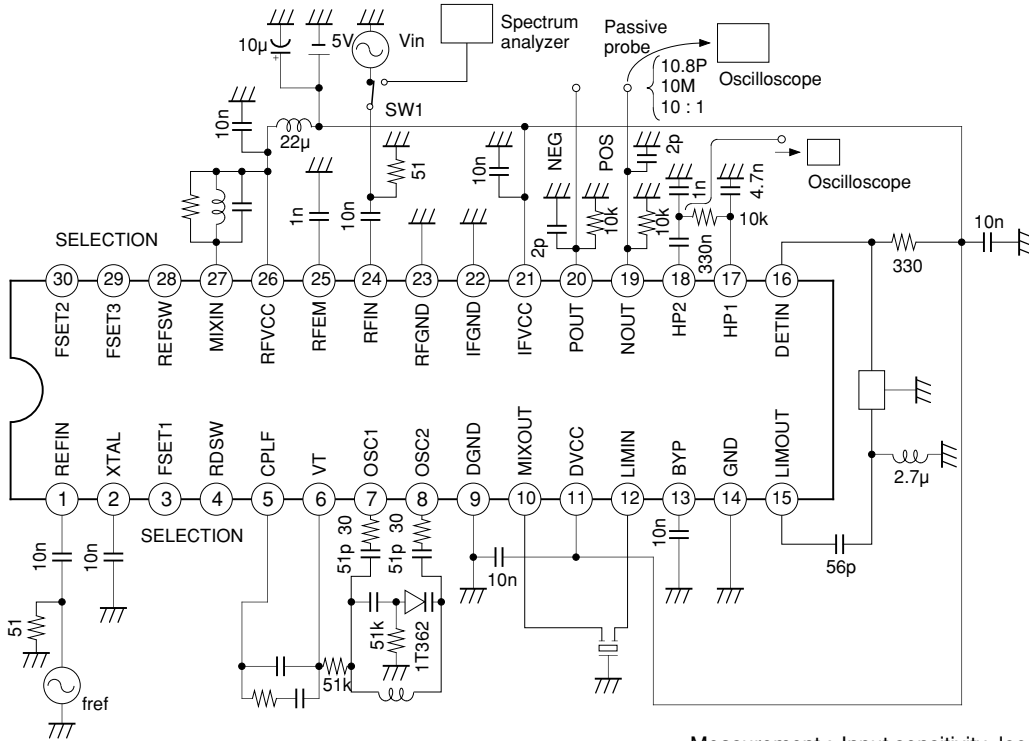 10µ
5V
Vin
Spectrum
analyzer
SW1
Passive
probe
10.8P
10M
10 : 1
Oscilloscope
10n
22µ
1n
10n
51
10n
NEG
POS
2p
10k
2p
10k
1n
330n
4.7n
10k
Oscilloscope
330
10n
SELECTION
30 29 28 27 26 25 24 23 22 21 20 19 18 17 16
FSET2
FSET3
REFSW
MIXIN
RFVCC
RFEM
RFIN
RFGND
IFGND
IFVCC
POUT
NOUT
HP2
HP1
DETIN
REFIN
XTAL
FSET1
RDSW
CPLF
VT
OSC1
OSC2
DGND
MIXOUT
DVCC
LIMIN
BYP
GND
LIMOUT
1 2 3 4 5 6 7 8 9 10 11 12 13 14 15
SELECTION
2.7µ
56p
10n
10n
51
fref
30
51p
30
51p
51k
1T362
51k
10n
10n